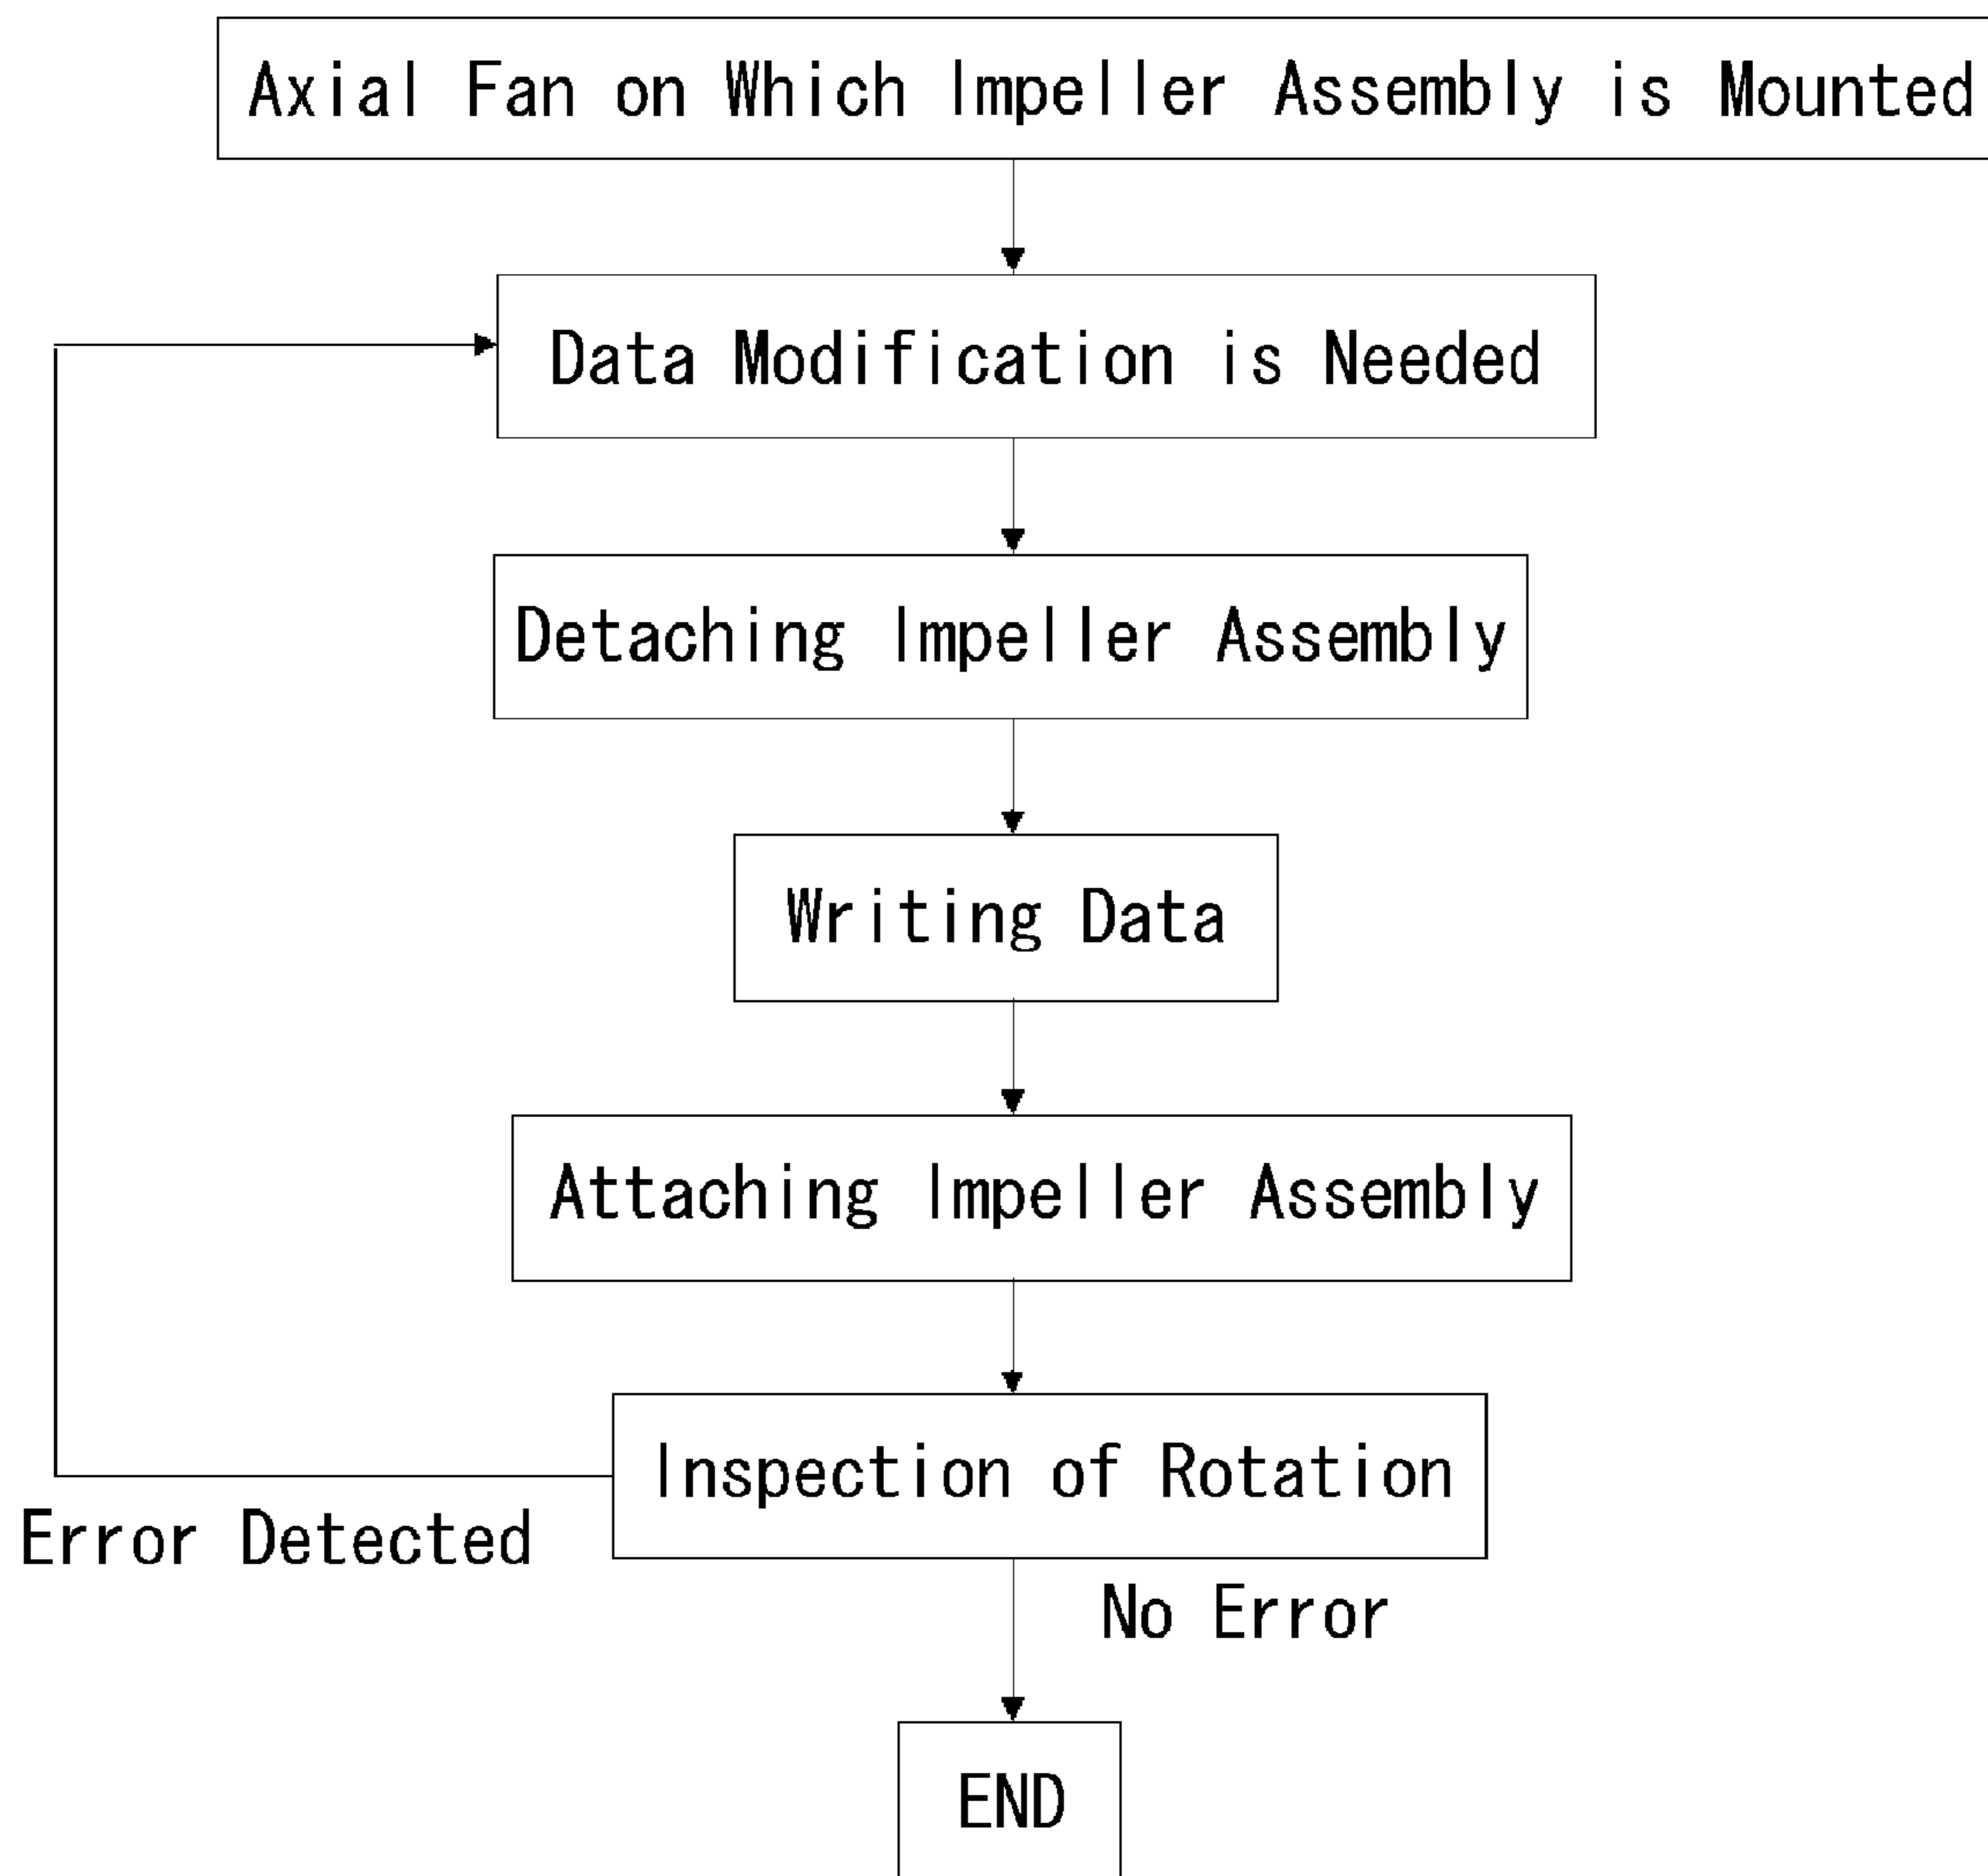 Axial Fan on Which Impeller Assembly is Mounted
Data Modification is Needed
Detaching Impeller Assembly
Writing Data
Attaching Impeller Assembly
Inspection of Rotation
Error Detected
No Error
END